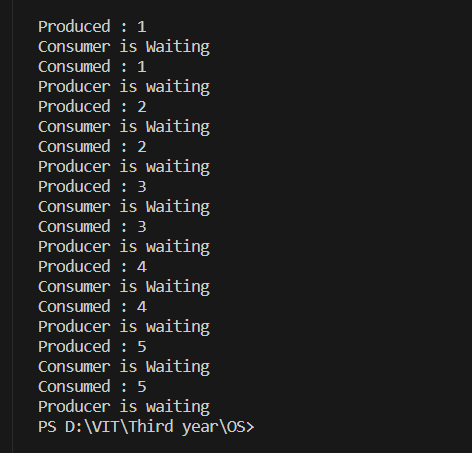 Produced : 1
Consumer is Waiting
Consumed : 1
Producer is waiting
Produced : 2
Consumer is Waiting
Consumed : 2
Producer is waiting
Produced : 3
Consumer is Waiting
Consumed : 3
Producer is waiting
Produced : 4
Consumer is Waiting
Consumed : 4
Producer is waiting
Produced : 5
Consumer is Waiting
Consumed : 5
Producer is waiting
PS D:\VIT\Third year\OS>